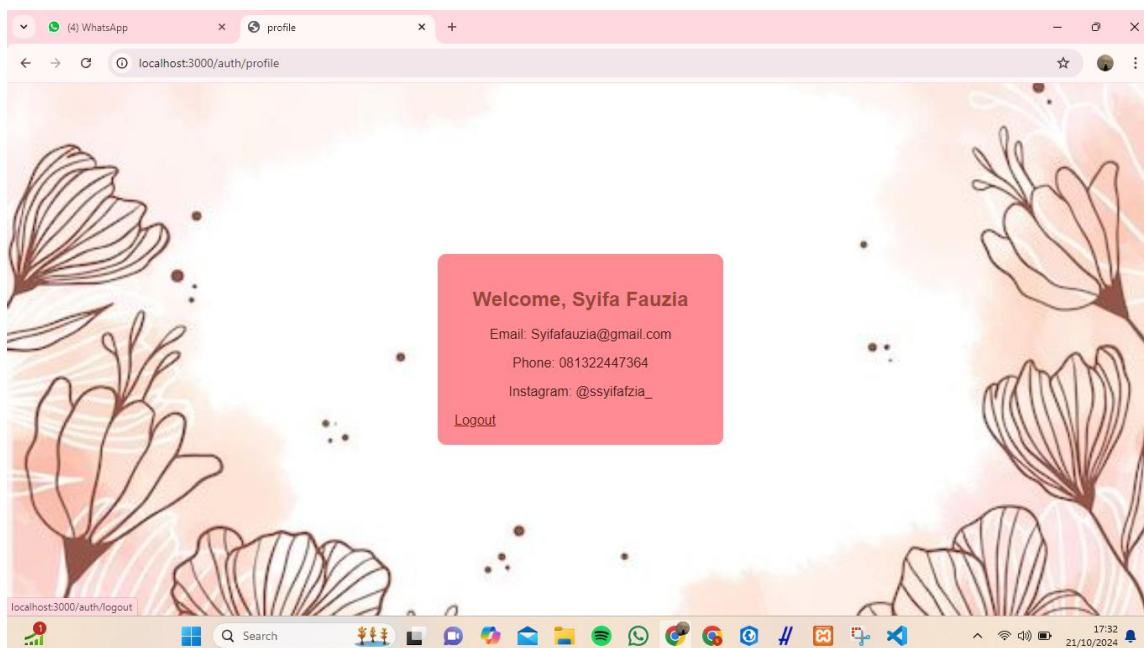 (4) WhatsApp
profile
localhost:3000/auth/profile
Welcome, Syifa Fauzia
Email: Syifafauzia@gmail.com
Phone: 081322447364
Instagram: @ssyifafzia_
Logout
localhost:3000/auth/logout
1
Search
17:32
21/10/2024